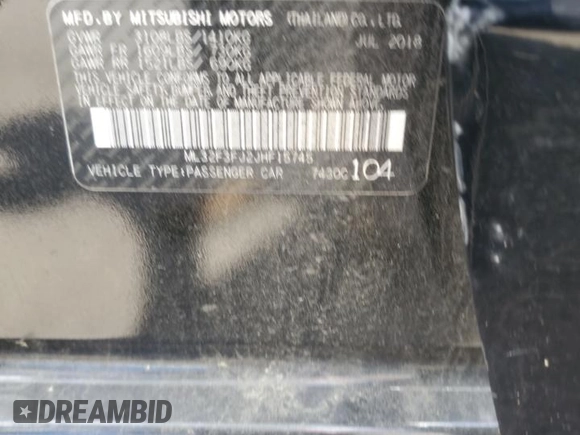 MFD.BY MITSUBISHI MOTORS (THAILAND)CO.,LTD.
GVWR 3108LBS/1410KG JUL 2018
GAWR FR
GAWR RR 1521LBS/ 690KG
THIS VEHICLE CONFORMS TO ALL APPLICABLE FEDERAL MOTOR
VEHICLE SAFETY, BUMPER AND THEFT PREVENTION STANDARDS
IN EFFECT ON THE DATE OF MANUFACTURE SHOWN ABOVE.
ML32F3FJ2JHF15745
VEHICLE TYPE:PASSENGER CAR 7430C 104
DREAMBID